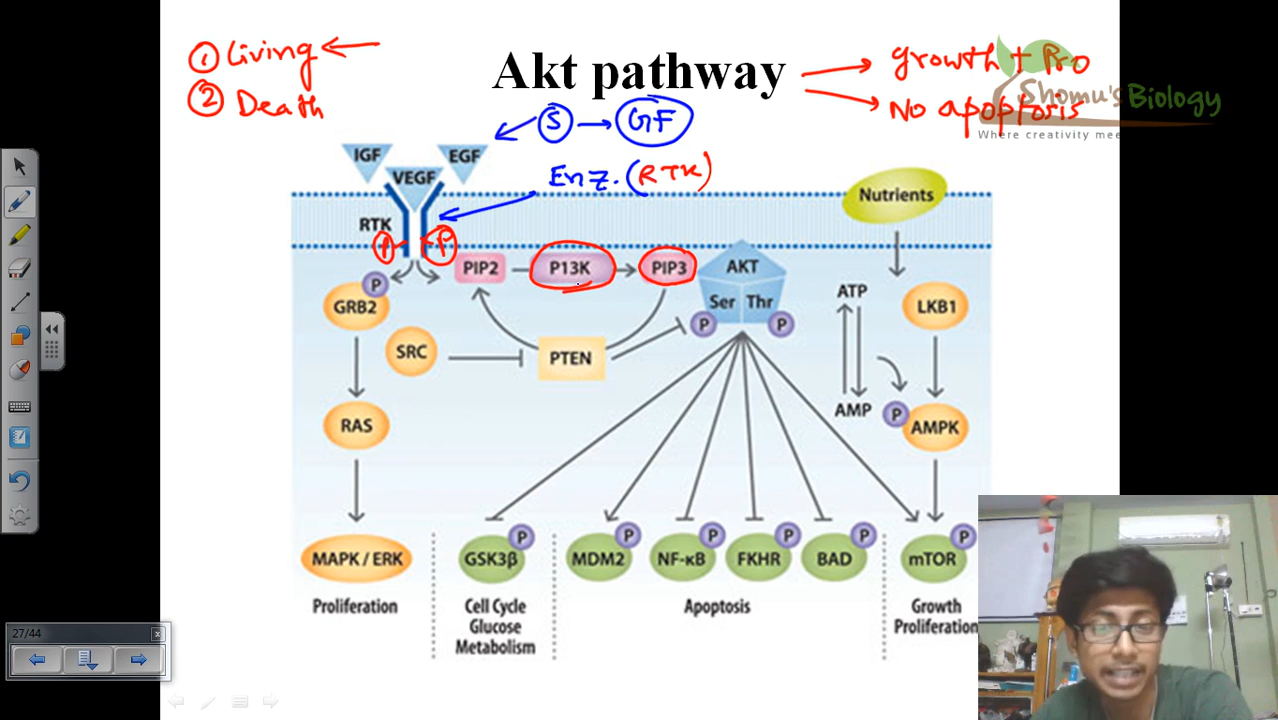 ① Living ←
② Death
Akt pathway
growth + Pro
No apoptosis
Shomu's Biology
Where creativity mee
S → GF
Enz. (RTK)
IGF
VEGF
EGF
RTK
P P
Nutrients
PIP2
P13K
PIP3
AKT
Ser Thr
P P
P
GRB2
SRC
PTEN
ATP
AMP
LKB1
P
AMPK
RAS
MAPK / ERK
Proliferation
GSK3β P
Cell Cycle
Glucose
Metabolism
MDM2 P
NF-κB P
FKHR P
BAD P
Apoptosis
mTOR P
Growth
Proliferation
27/44